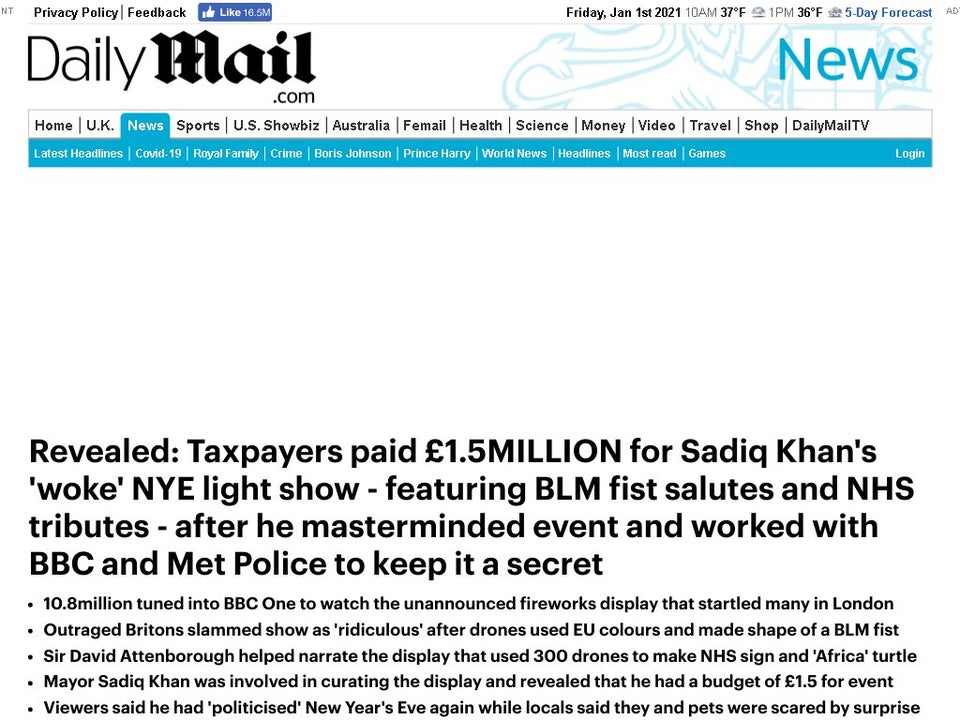 NT Privacy Policy | Feedback Like 16.5M Friday, Jan 1st 2021 10AM 37°F 1PM 36°F 5-Day Forecast AD
Daily Mail
.com
News
Home | U.K. | News | Sports | U.S. Showbiz | Australia | Femail | Health | Science | Money | Video | Travel | Shop | DailyMailTV
Latest Headlines | Covid-19 | Royal Family | Crime | Boris Johnson | Prince Harry | World News | Headlines | Most read | Games Login
Revealed: Taxpayers paid £1.5MILLION for Sadiq Khan's
'woke' NYE light show - featuring BLM fist salutes and NHS
tributes - after he masterminded event and worked with
BBC and Met Police to keep it a secret
• 10.8million tuned into BBC One to watch the unannounced fireworks display that startled many in London
• Outraged Britons slammed show as 'ridiculous' after drones used EU colours and made shape of a BLM fist
• Sir David Attenborough helped narrate the display that used 300 drones to make NHS sign and 'Africa' turtle
• Mayor Sadiq Khan was involved in curating the display and revealed that he had a budget of £1.5 for event
• Viewers said he had 'politicised' New Year's Eve again while locals said they and pets were scared by surprise